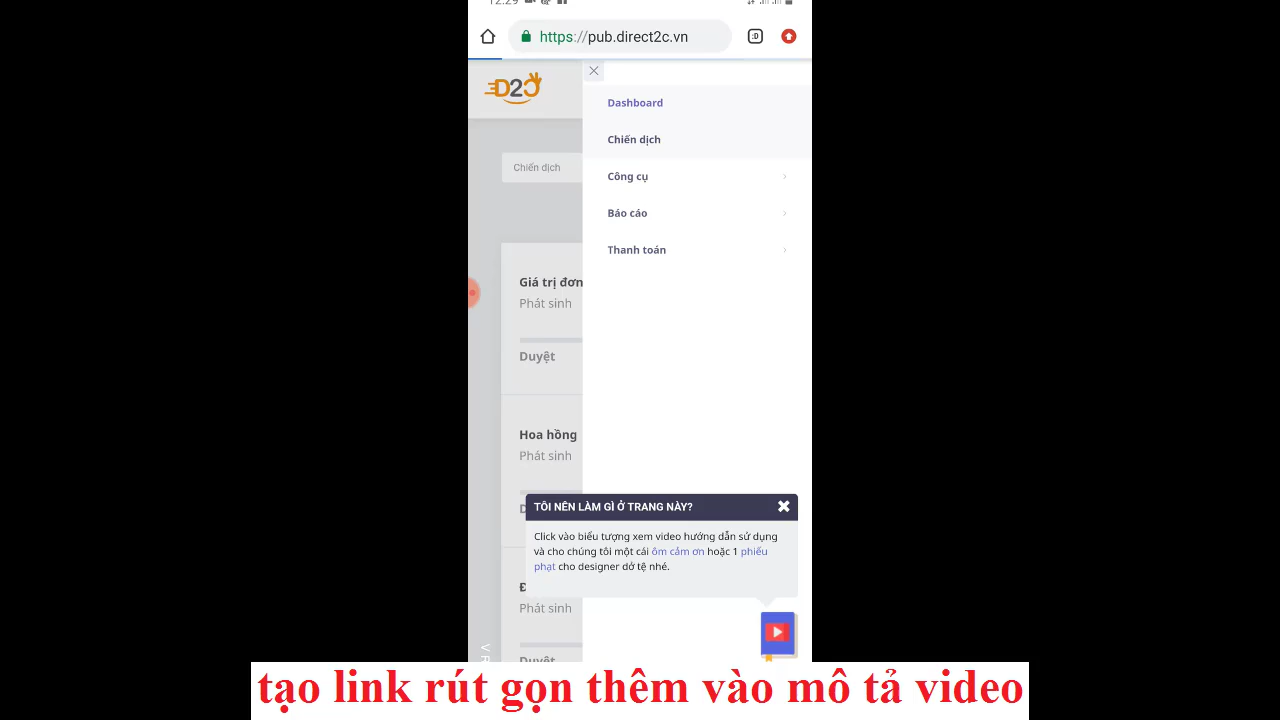 12:29
https://pub.direct2c.vn
:D
D2C
Dashboard
Chiến dịch
Công cụ
Báo cáo
Thanh toán
Chiến dịch
Giá trị đơn
Phát sinh
Duyệt
Hoa hồng
Phát sinh
TÔI NÊN LÀM GÌ Ở TRANG NÀY?
Click vào biểu tượng xem video hướng dẫn sử dụng
và cho chúng tôi một cái ôm cảm ơn hoặc 1 phiếu
phạt cho designer dở tệ nhé.
Phát sinh
Duyệt
tạo link rút gọn thêm vào mô tả video